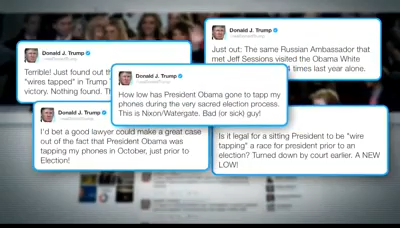 Donald J. Trump
Terrible! Just found out th
"wires tapped" in Trump
victory. Nothing found. Th
Donald J. Trump
Just out: The same Russian Ambassador that
met Jeff Sessions visited the Obama White
4 times last year alone.
Donald J. Trump
How low has President Obama gone to tapp my
phones during the very sacred election process.
This is Nixon/Watergate. Bad (or sick) guy!
Donald J. Trump
I'd bet a good lawyer could make a great case
out of the fact that President Obama was
tapping my phones in October, just prior to
Election!
Is it legal for a sitting President to be "wire
tapping" a race for president prior to an
election? Turned down by court earlier. A NEW
LOW!